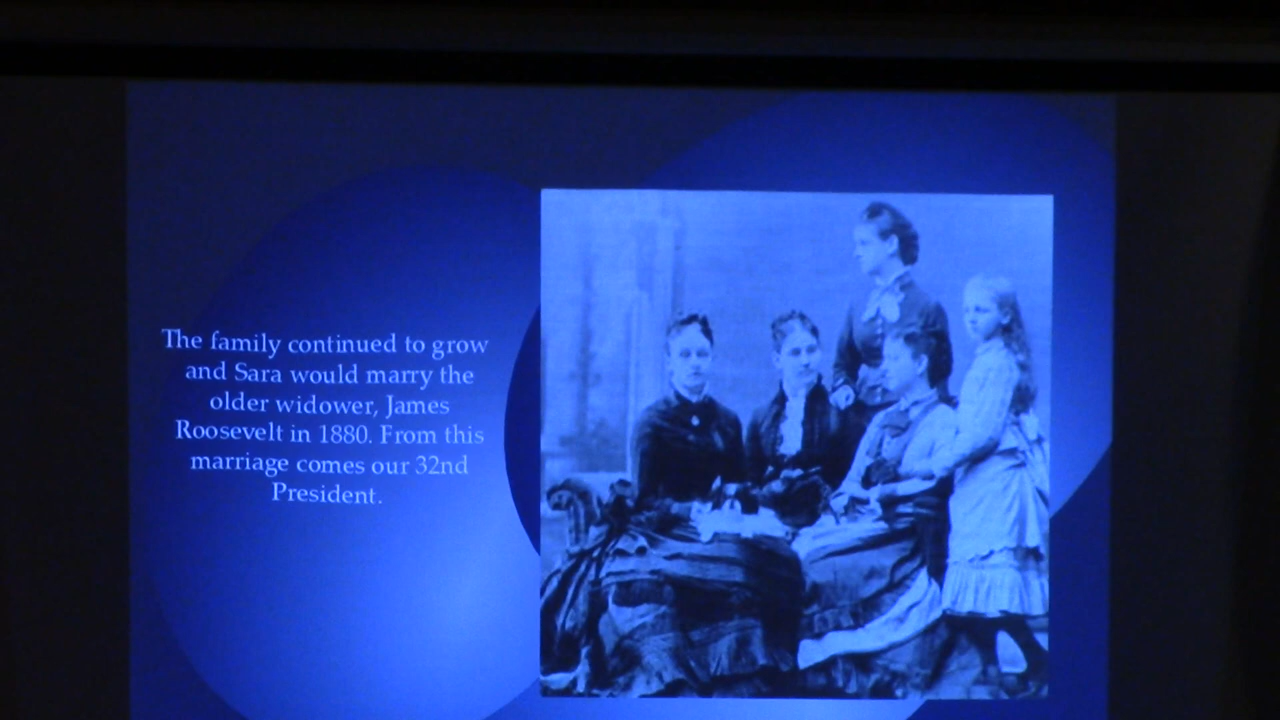 The family continued to grow
and Sara would marry the
older widower, James
Roosevelt in 1880. From this
marriage comes our 32nd
President.